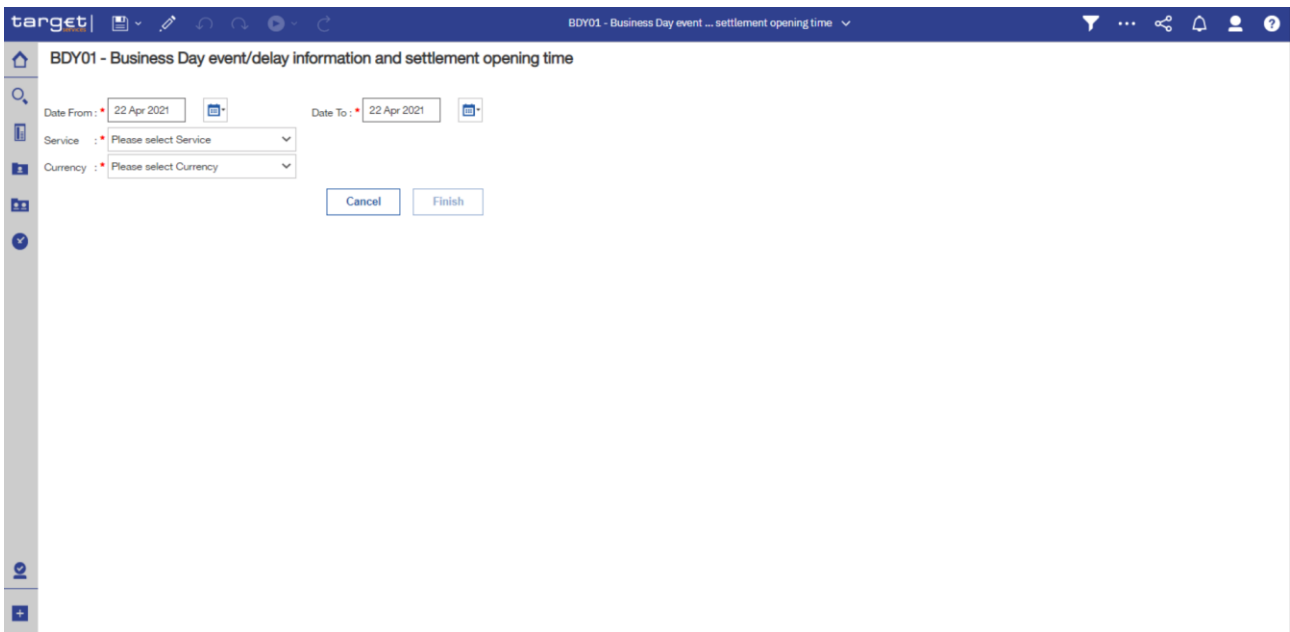 target|
SERVICES
BDY01 - Business Day event ... settlement opening time
BDY01 - Business Day event/delay information and settlement opening time
Date From : * 22 Apr 2021 Date To : * 22 Apr 2021
Service : * Please select Service
Currency : * Please select Currency
Cancel Finish